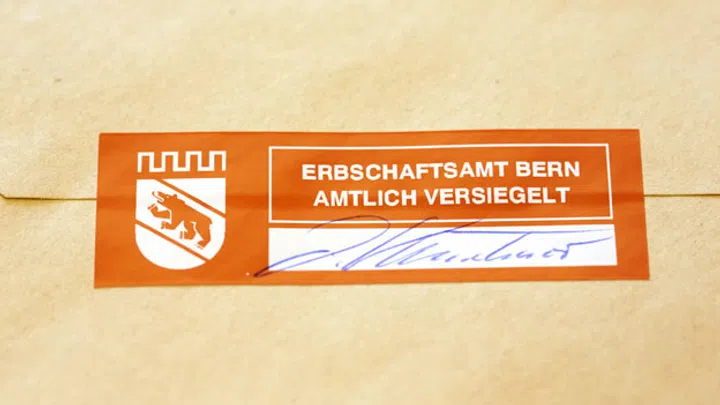 ERBSCHAFTSAMT BERN
AMTLICH VERSIEGELT